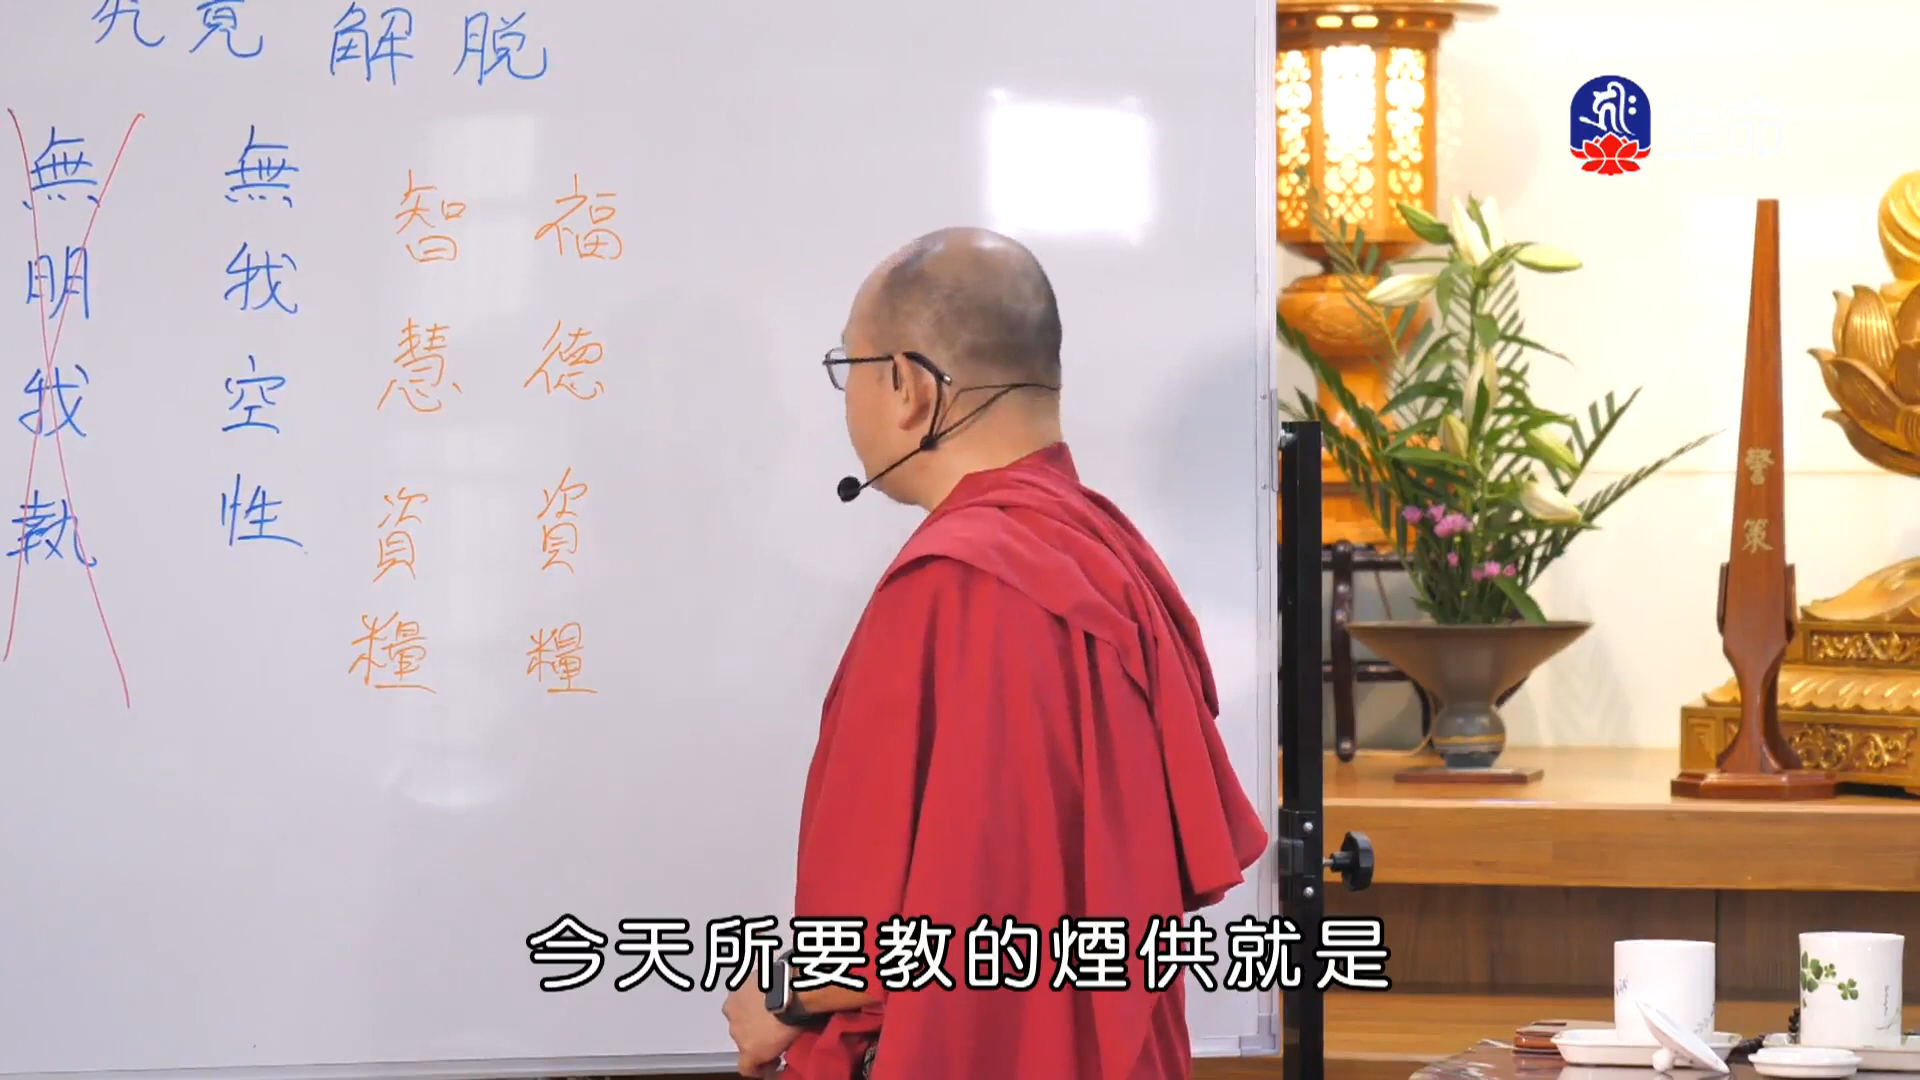 究竟解脱
福德資糧
智慧資糧
無我空性
無明我執
警策
今天所要教的煙供就是